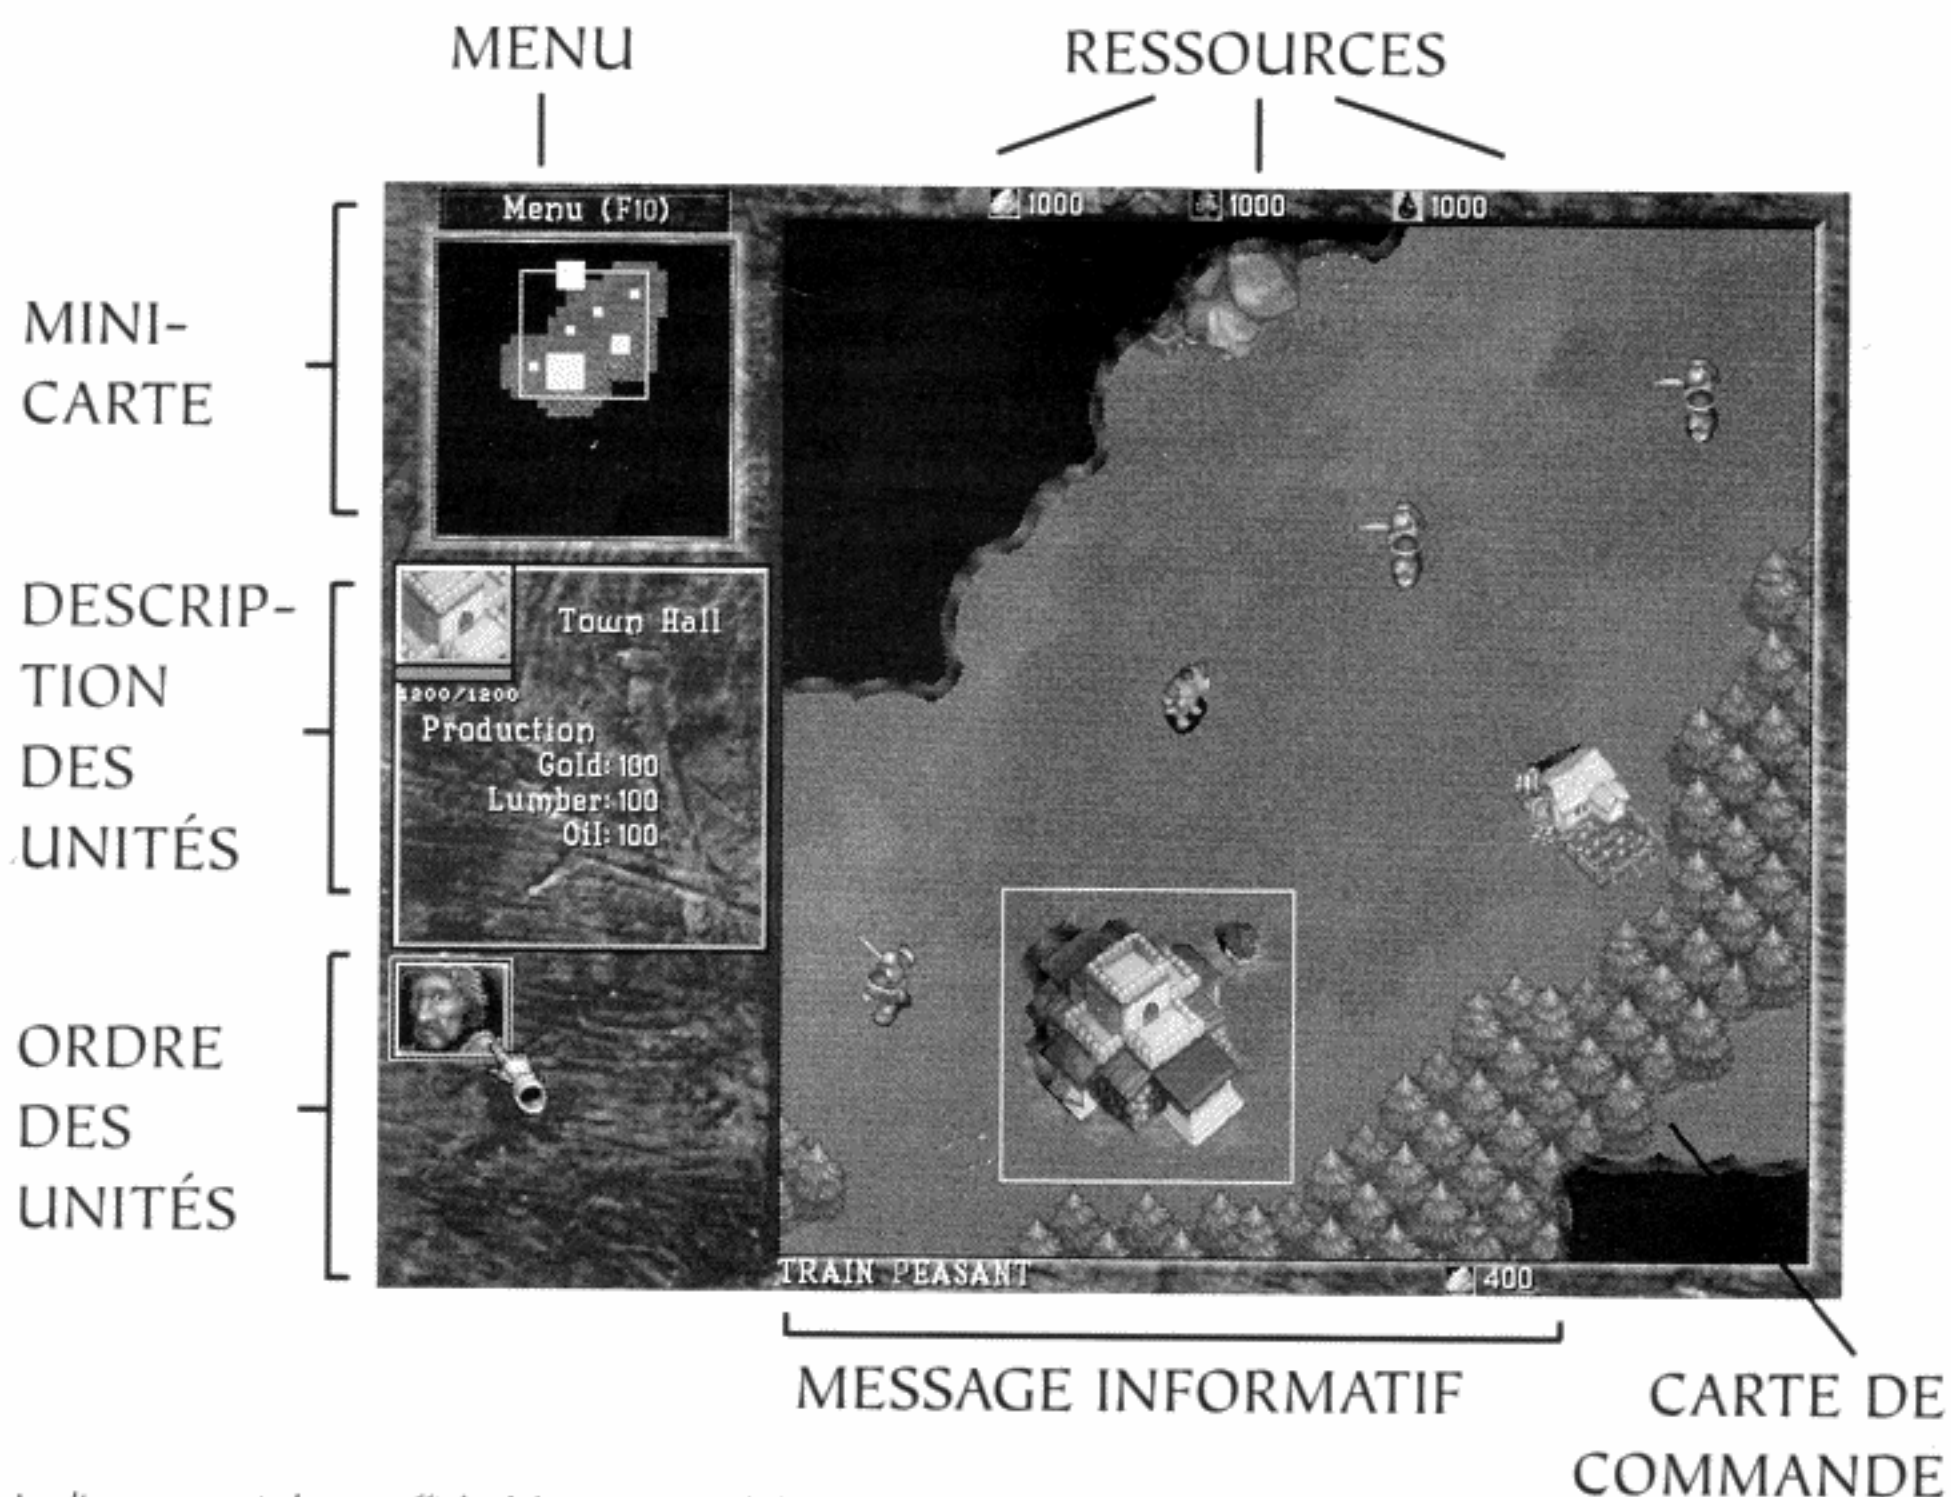 MENU
RESSOURCES
Menu (F10)
1000
1000
1000
MINI-
CARTE
DESCRIP-
TION
DES
UNITÉS
Town Hall
1200/1200
Production
Gold: 100
Lumber: 100
Oil: 100
ORDRE
DES
UNITÉS
TRAIN PEASANT
400
MESSAGE INFORMATIF
CARTE DE
COMMANDE